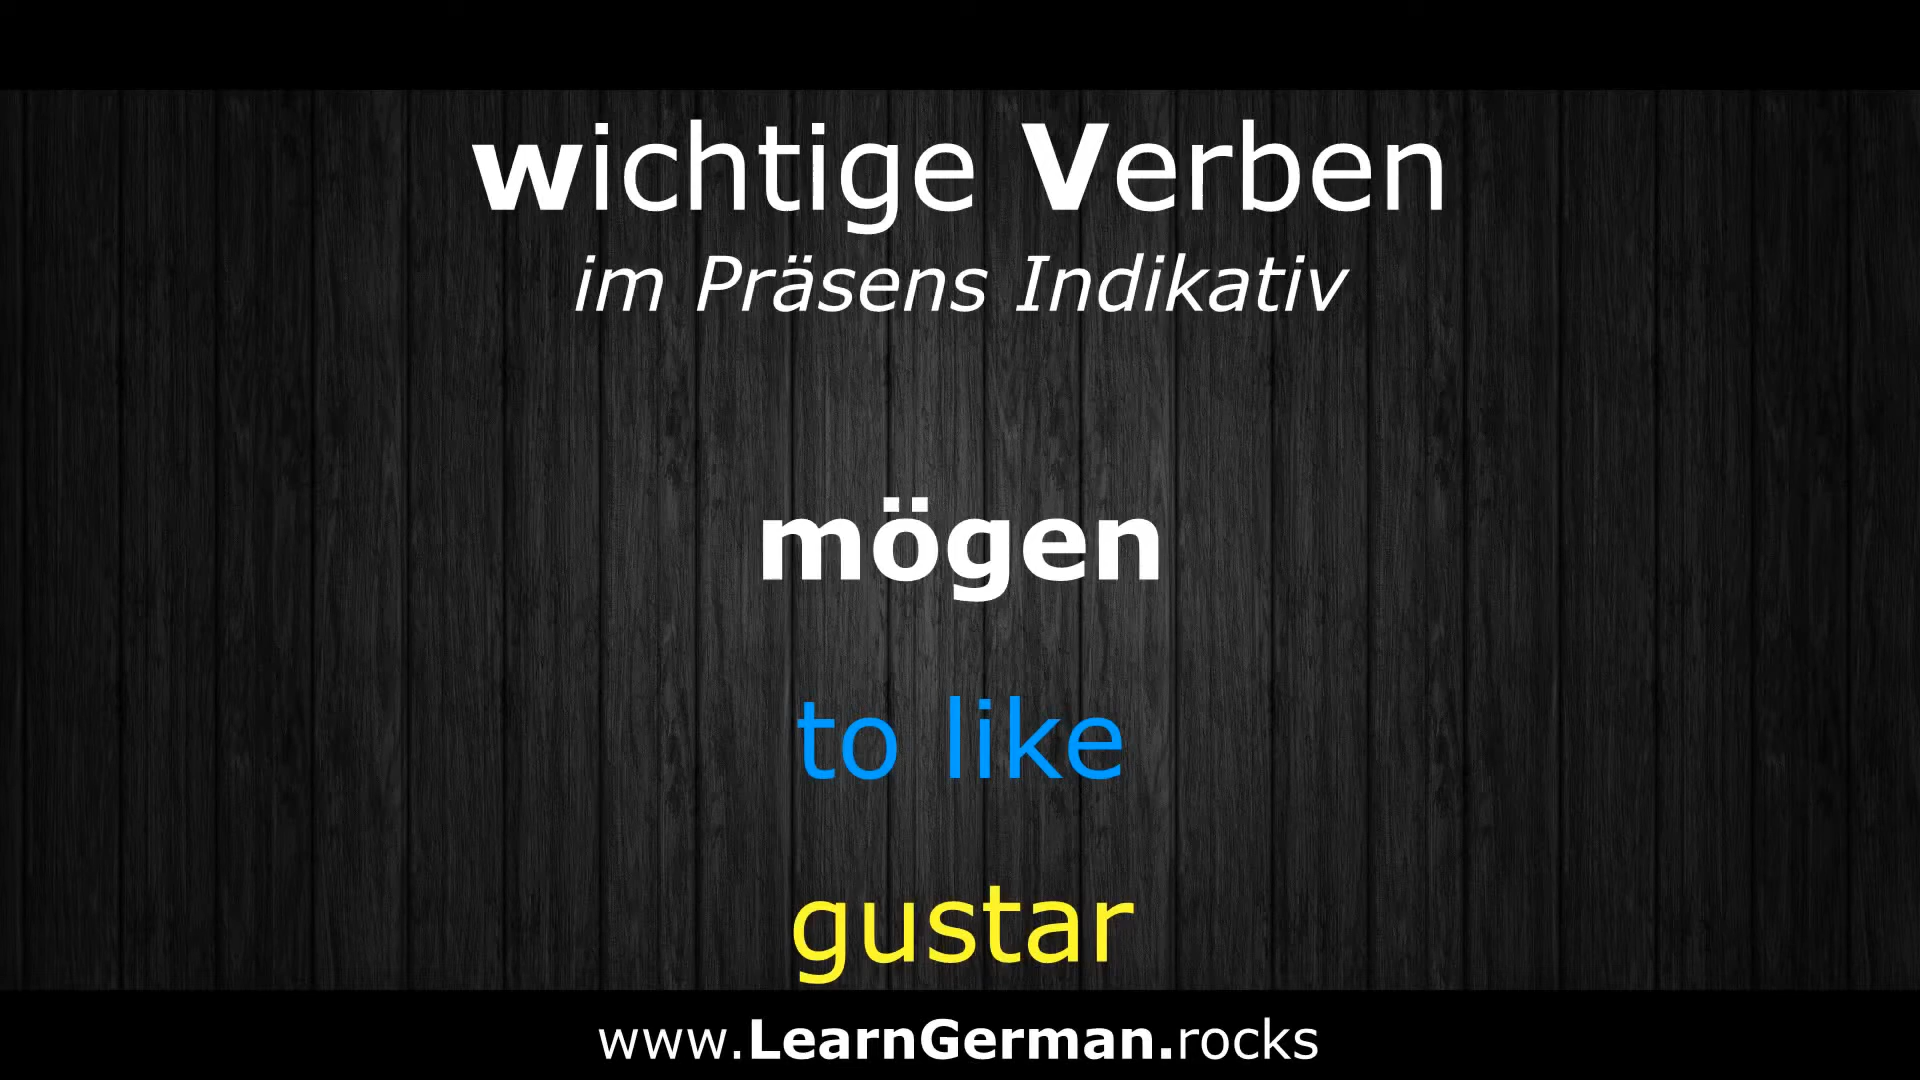 wichtige Verben
im Präsens Indikativ
mögen
to like
gustar
www.LearnGerman.rocks